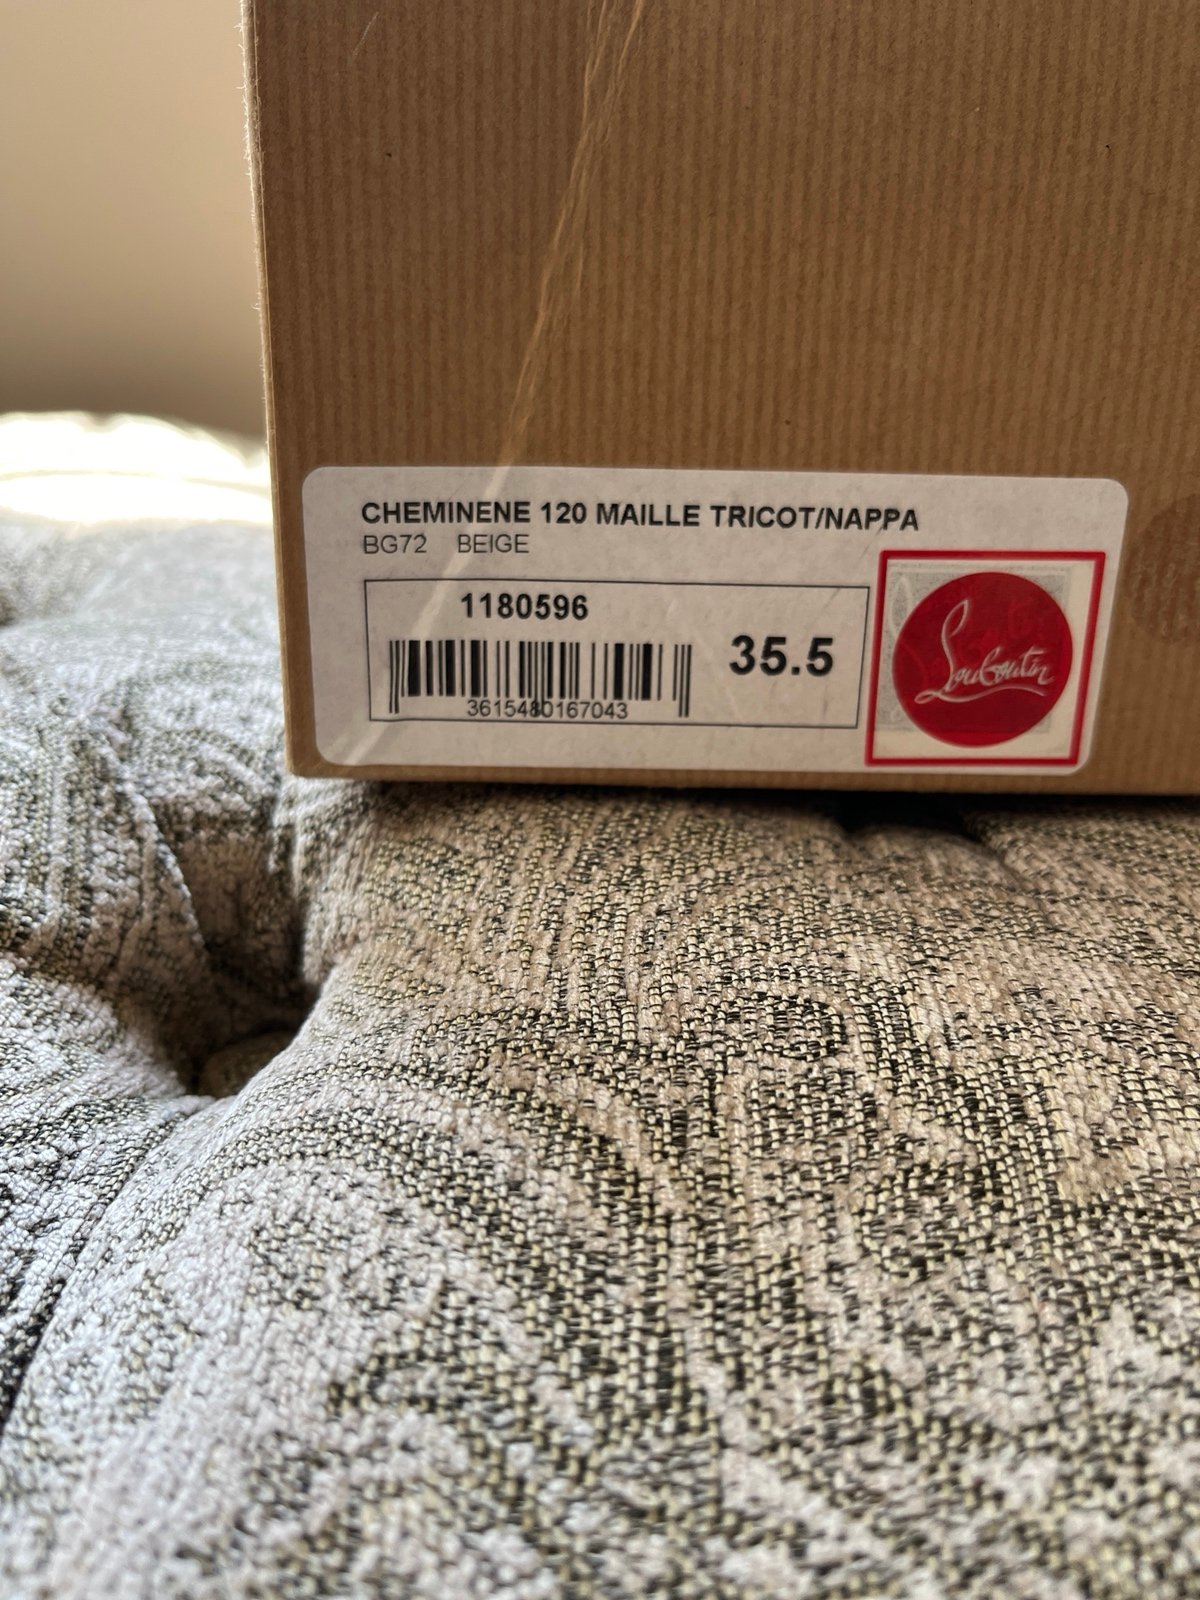 CHEMINENE 120 MAILLE TRICOT/NAPPA
BG72 BEIGE
1180596
35.5
3615480167043
Louboutin